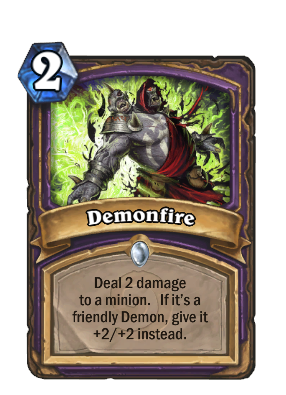 2
Demonfire
Deal 2 damage
to a minion. If it's a
friendly Demon, give it
+2/+2 instead.